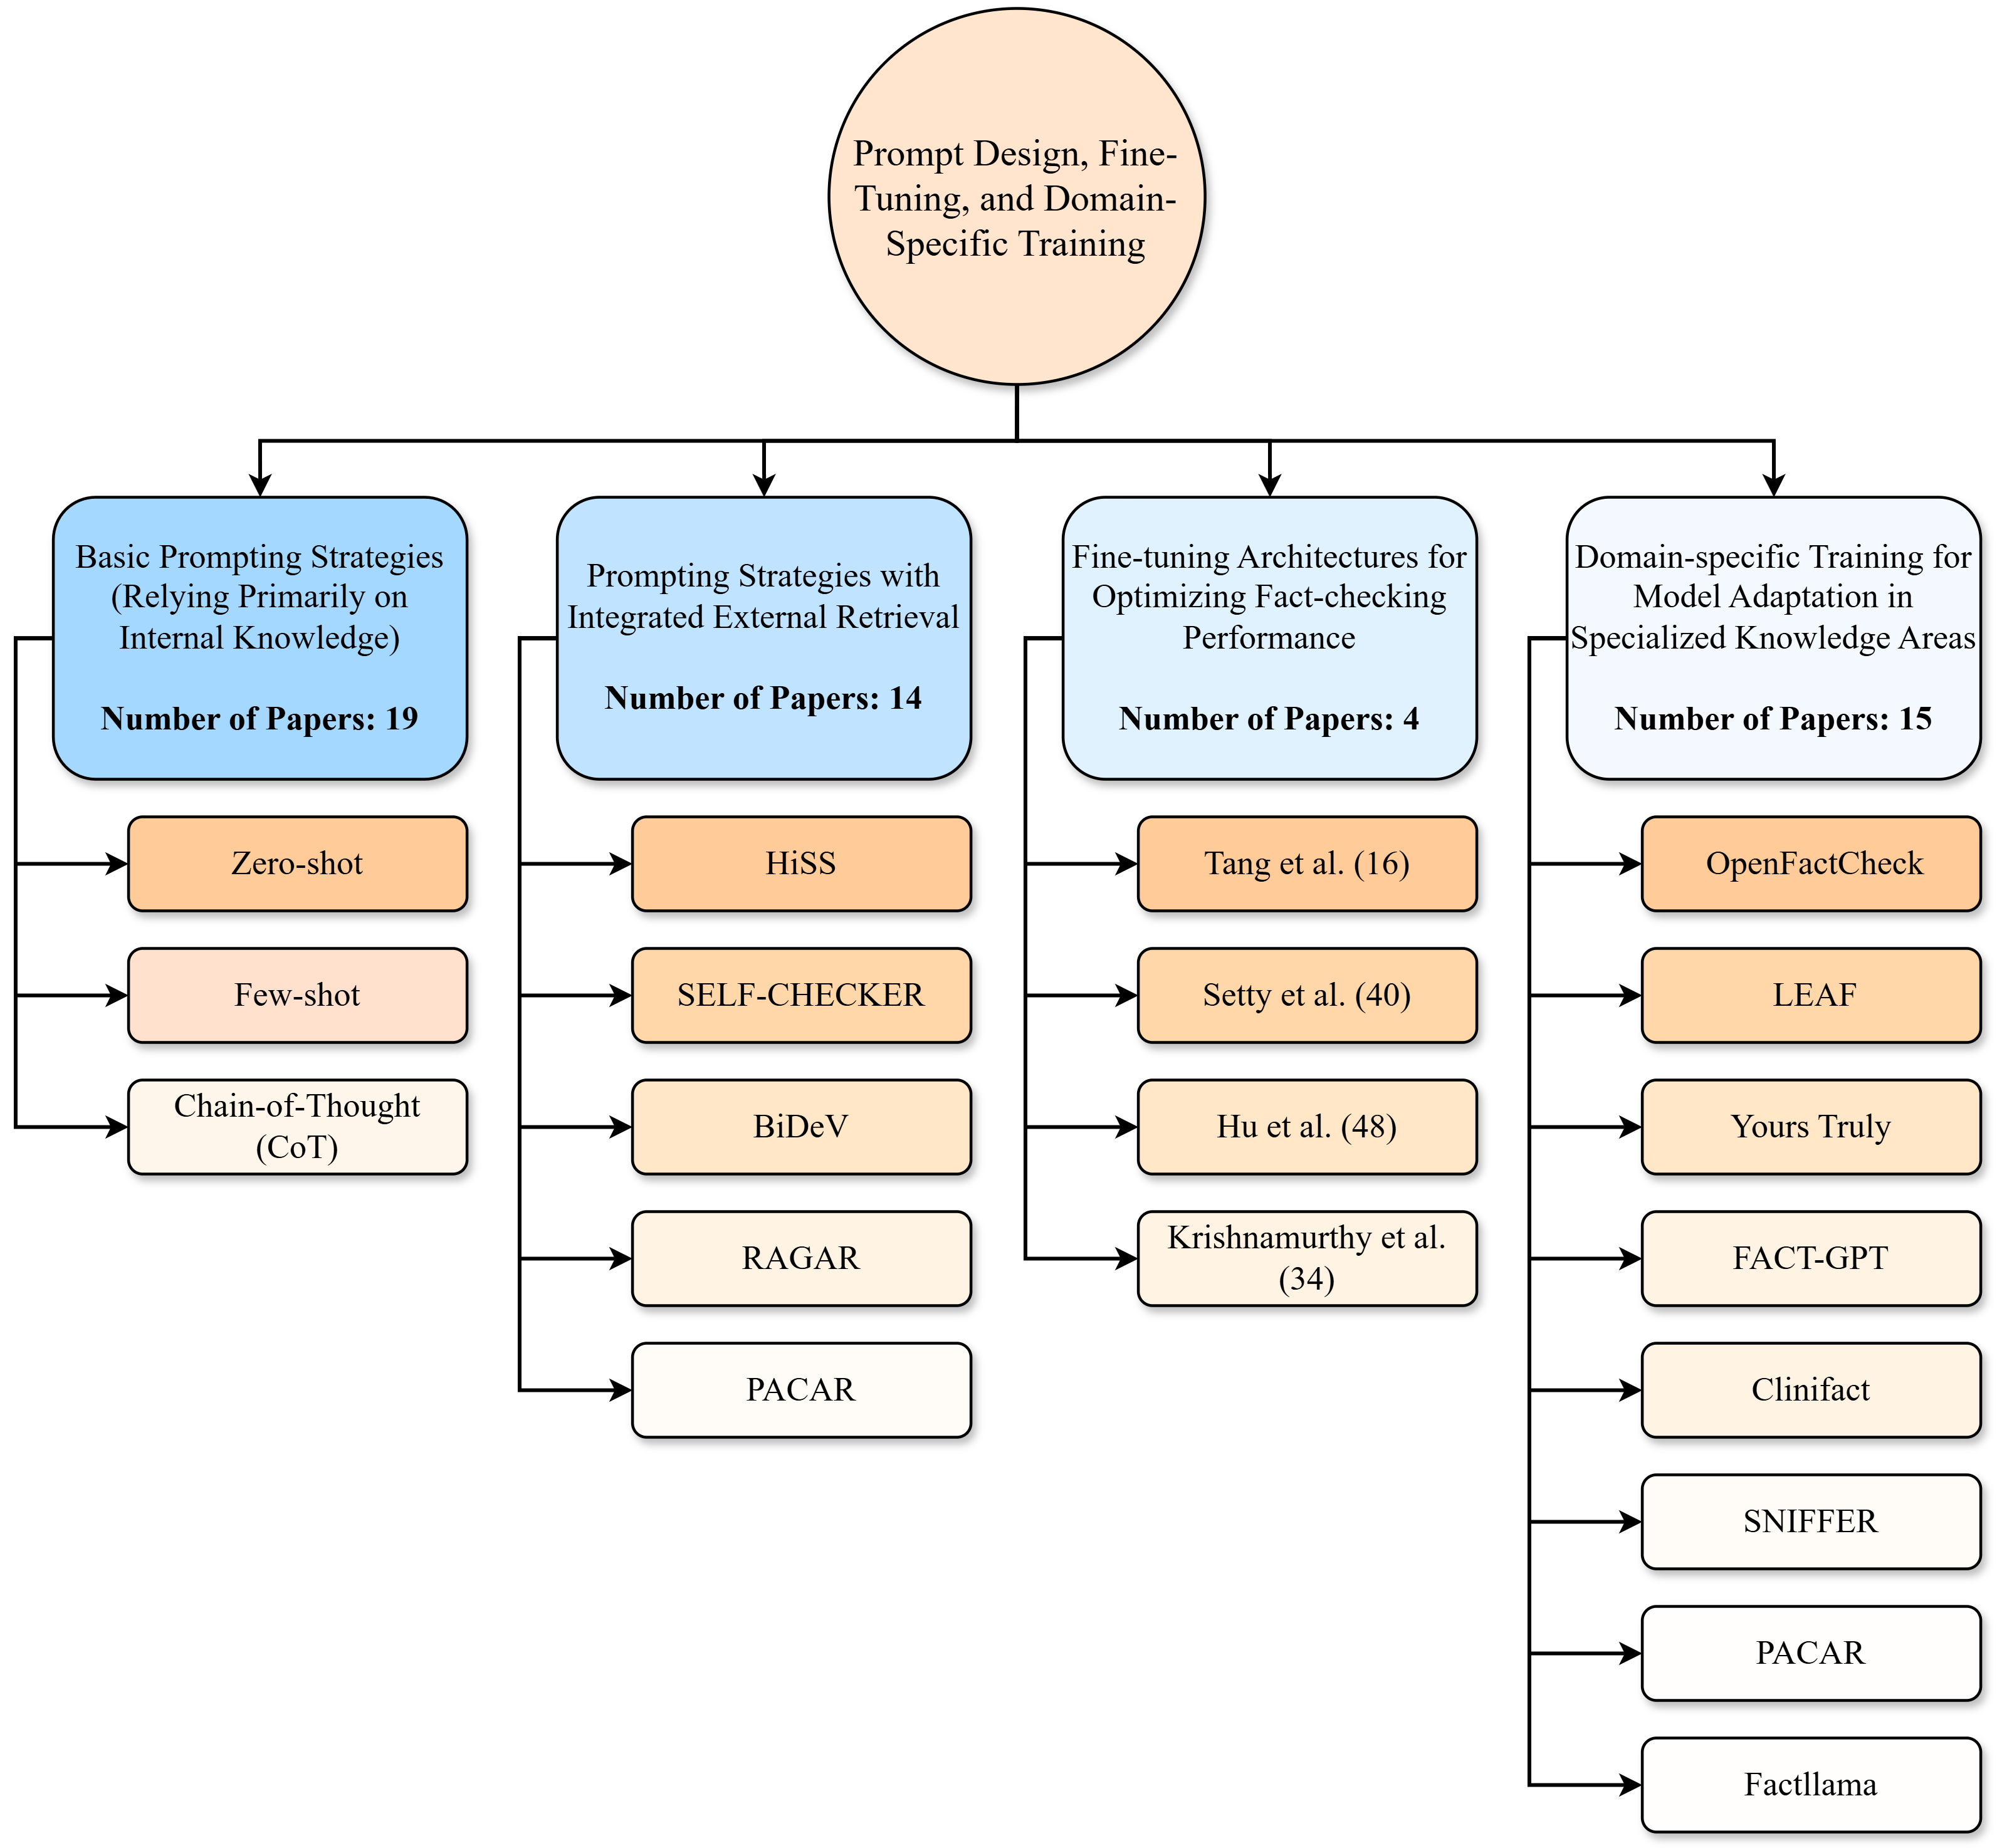 Prompt Design, Fine-
Tuning, and Domain-
Specific Training
Basic Prompting Strategies
(Relying Primarily on
Internal Knowledge)
Number of Papers: 19
Zero-shot
Few-shot
Chain-of-Thought
(CoT)
Prompting Strategies with
Integrated External Retrieval
Number of Papers: 14
HiSS
SELF-CHECKER
BiDeV
RAGAR
PACAR
Fine-tuning Architectures for
Optimizing Fact-checking
Performance
Number of Papers: 4
Tang et al. (16)
Setty et al. (40)
Hu et al. (48)
Krishnamurthy et al.
(34)
Domain-specific Training for
Model Adaptation in
Specialized Knowledge Areas
Number of Papers: 15
OpenFactCheck
LEAF
Yours Truly
FACT-GPT
Clinifact
SNIFFER
PACAR
Factllama